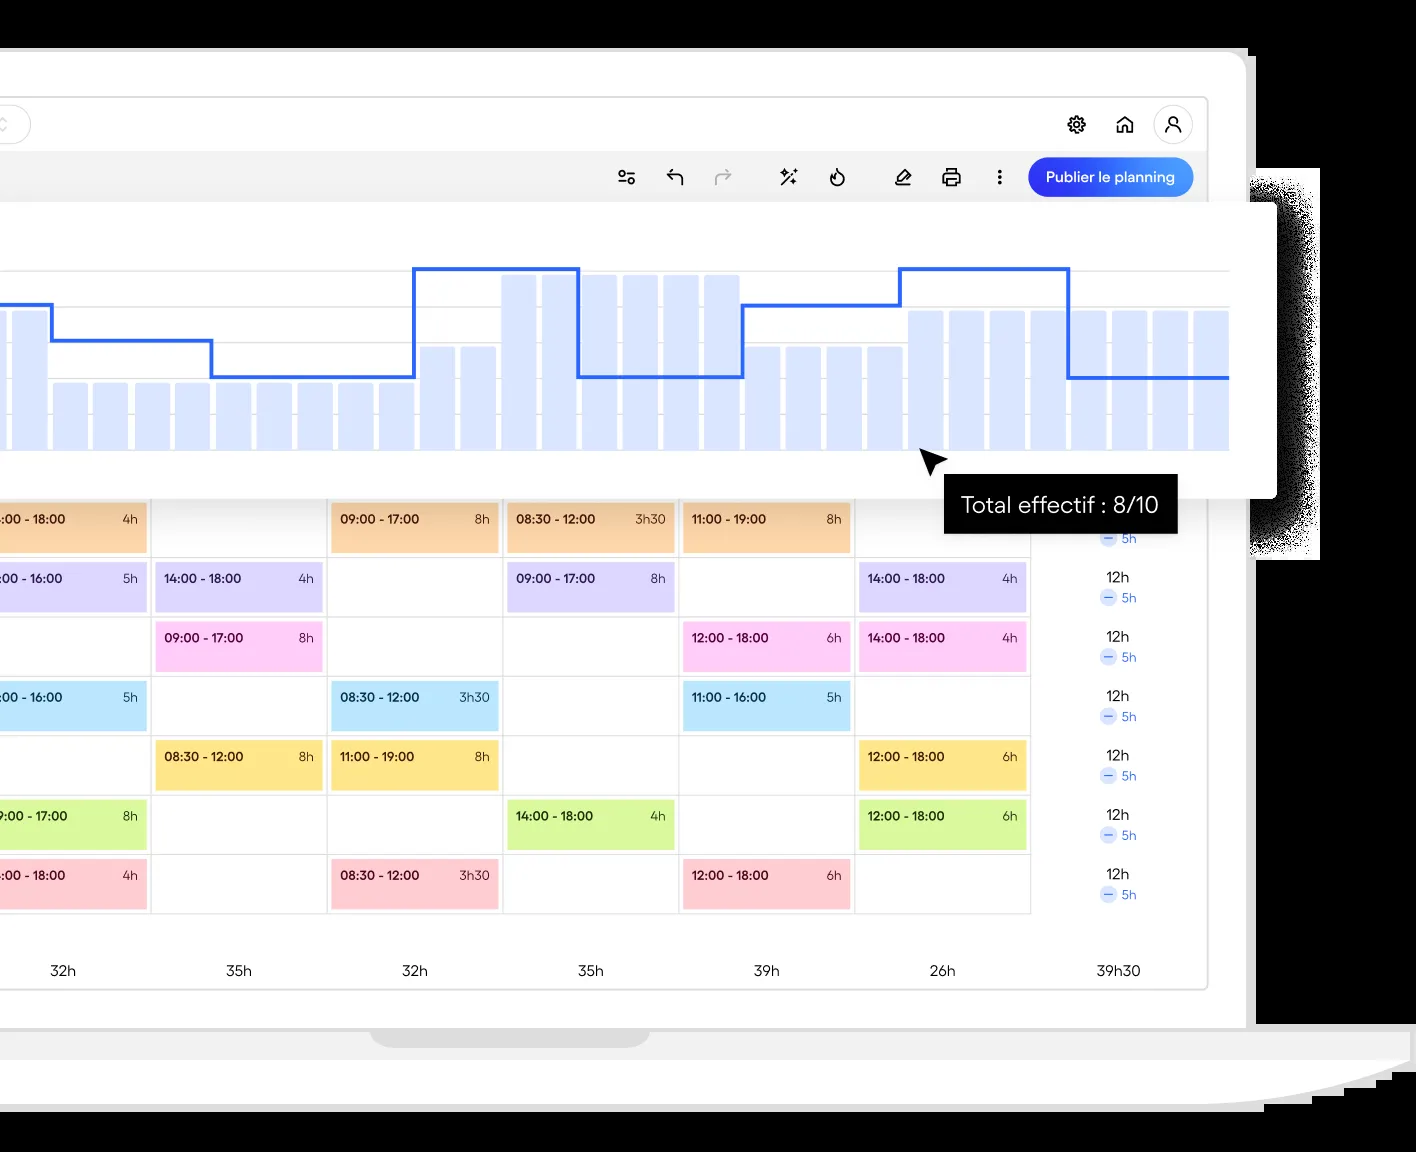 Publier le planning
Total effectif : 8/10
:00 - 18:00 4h 09:00 - 17:00 8h 08:30 - 12:00 3h30 11:00 - 19:00 8h
5h
:00 - 16:00 5h 14:00 - 18:00 4h 09:00 - 17:00 8h 14:00 - 18:00 4h 12h
5h
09:00 - 17:00 8h 12:00 - 18:00 6h 14:00 - 18:00 4h 12h
5h
:00 - 16:00 5h 08:30 - 12:00 3h30 11:00 - 16:00 5h 12h
5h
08:30 - 12:00 8h 11:00 - 19:00 8h 12:00 - 18:00 6h 12h
5h
9:00 - 17:00 8h 14:00 - 18:00 4h 12:00 - 18:00 6h 12h
5h
:00 - 18:00 4h 08:30 - 12:00 3h30 12:00 - 18:00 6h 12h
5h
32h 35h 32h 35h 39h 26h 39h30